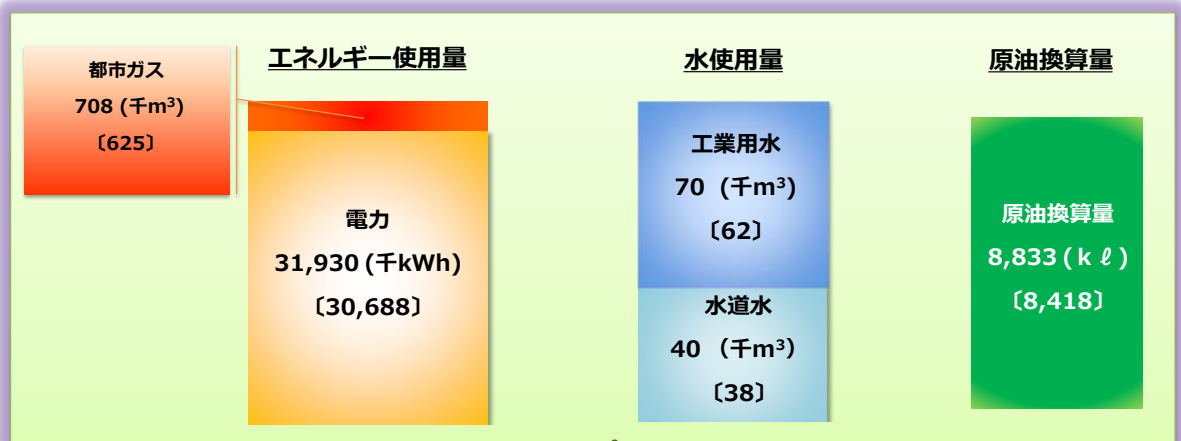 都市ガス
708 (千m³)
〔625〕
エネルギー使用量
電力
31,930 (千kWh)
〔30,688〕
水使用量
工業用水
70 (千m³)
〔62〕
水道水
40 （千m³）
〔38〕
原油換算量
原油換算量
8,833 ( k ℓ )
〔8,418〕